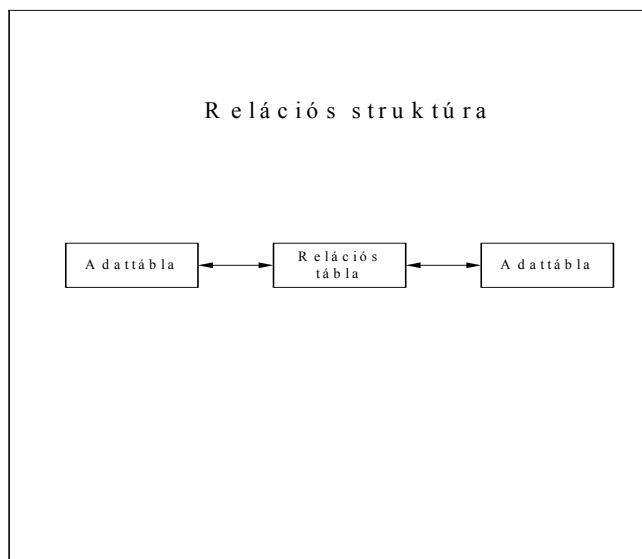 Relációs struktúra
Adattábla
Relációs
tábla
Adattábla